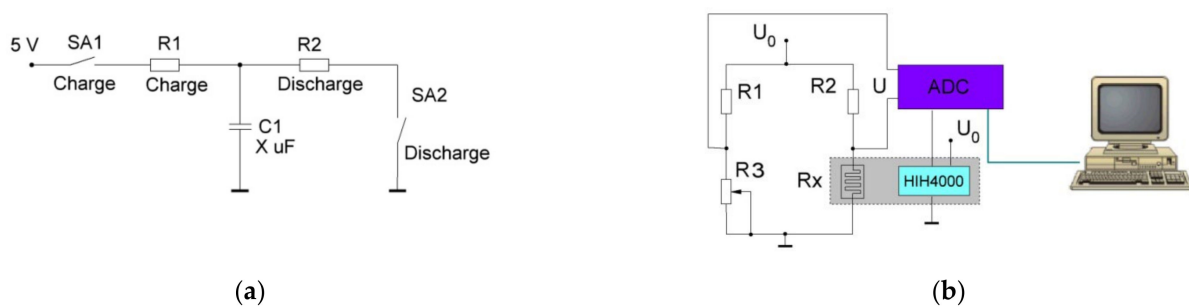 5 V
SA1
Charge
R1
Charge
R2
Discharge
SA2
Discharge
C1
X uF
(a)
U0
R1
R2
U
ADC
U0
R3
Rx
HIH4000
(b)